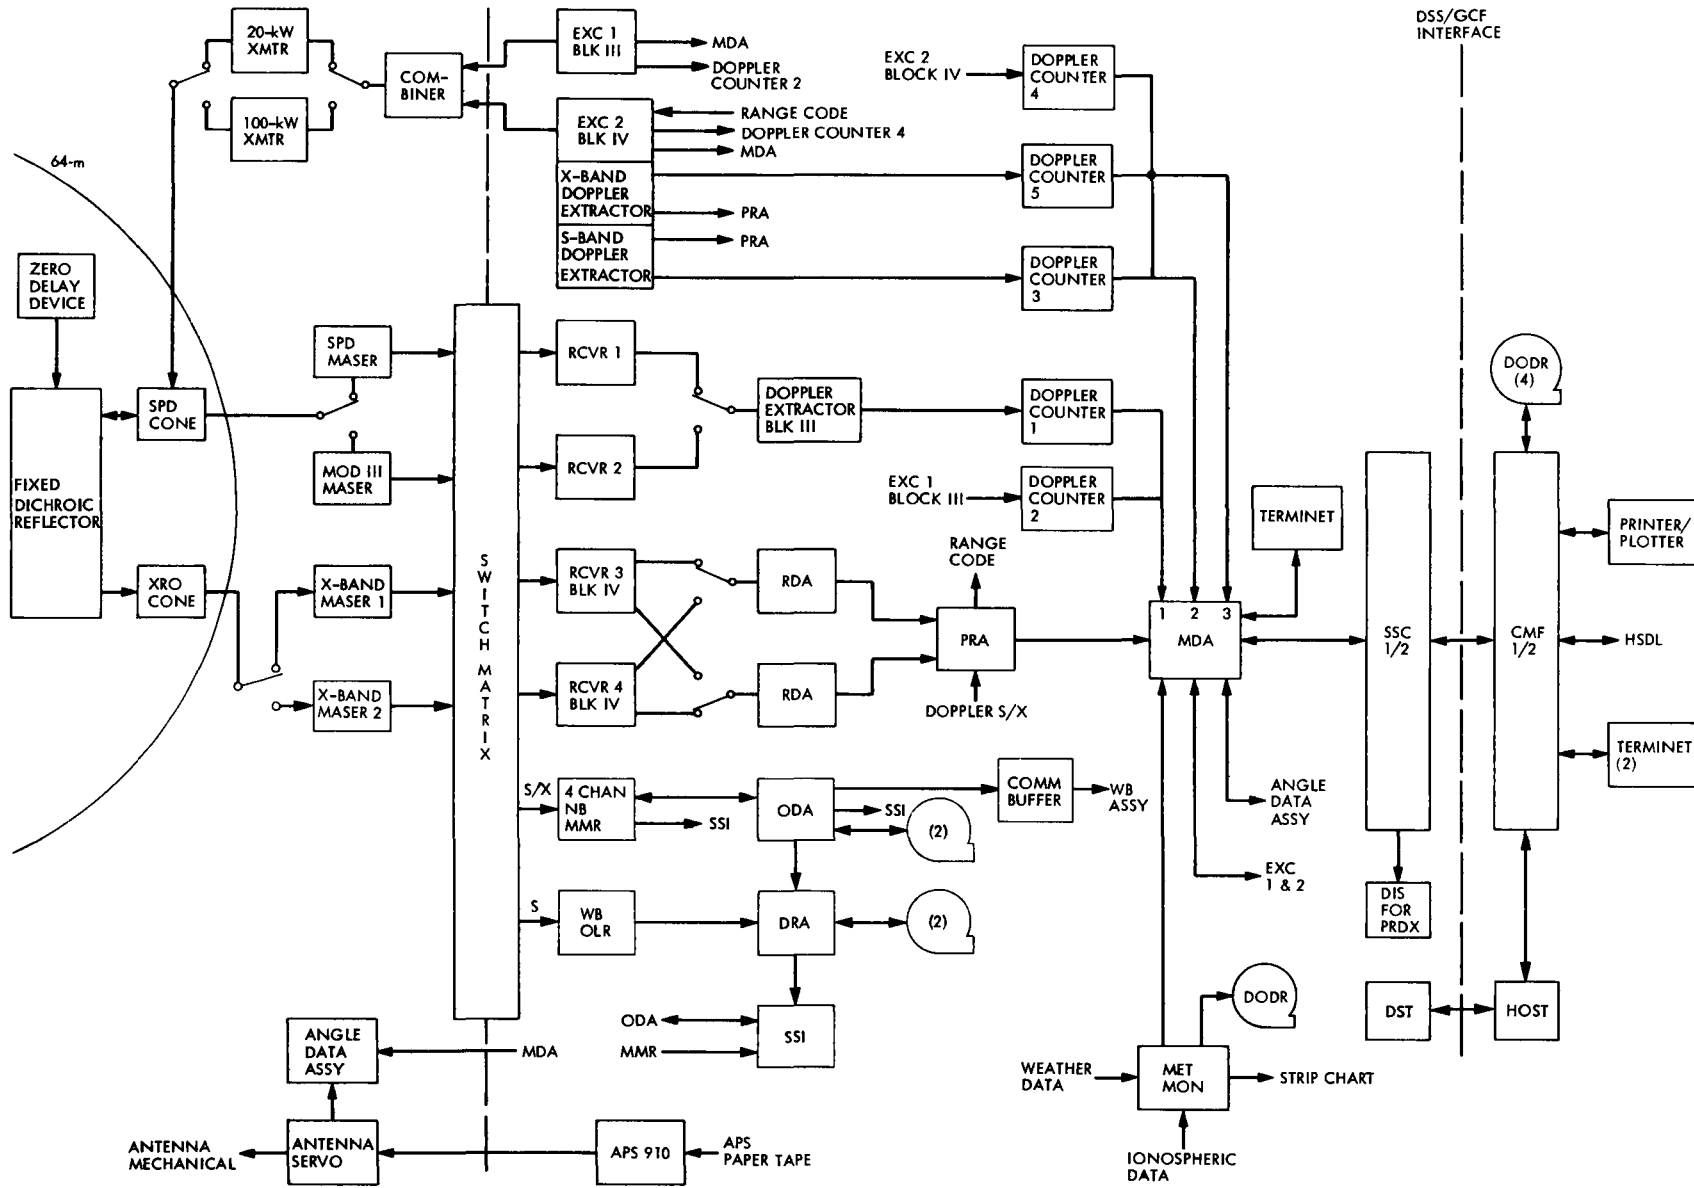 DSS/GCF
INTERFACE
20-kW
XMTR
100-kW
XMTR
COM-
BINER
EXC 1
BLK III
MDA
DOPPLER
COUNTER 2
EXC 2
BLK IV
RANGE CODE
DOPPLER COUNTER 4
MDA
X-BAND
DOPPLER
EXTRACTOR
PRA
S-BAND
DOPPLER
EXTRACTOR
PRA
EXC 2
BLOCK IV
DOPPLER
COUNTER
4
DOPPLER
COUNTER
5
DOPPLER
COUNTER
3
64-m
ZERO
DELAY
DEVICE
FIXED
DICHROIC
REFLECTOR
SPD
CONE
XRO
CONE
SPD
MASER
MOD III
MASER
X-BAND
MASER 1
X-BAND
MASER 2
SWITCH MATRIX
RCVR 1
RCVR 2
DOPPLER
EXTRACTOR
BLK III
DOPPLER
COUNTER
1
EXC 1
BLOCK III
DOPPLER
COUNTER
2
RCVR 3
BLK IV
RCVR 4
BLK IV
RDA
RDA
RANGE
CODE
PRA
DOPPLER S/X
1 2 3
MDA
TERMINET
SSC
1/2
CMF
1/2
DODR
(4)
PRINTER/
PLOTTER
HSDL
TERMINET
(2)
S/X
4 CHAN
NB
MMR
SSI
ODA
SSI
(2)
COMM
BUFFER
WB
ASSY
ANGLE
DATA
ASSY
EXC
1 & 2
DIS
FOR
PRDX
S
WB
OLR
DRA
(2)
ODA
MMR
SSI
DODR
DST
HOST
WEATHER
DATA
MET
MON
STRIP CHART
IONOSPHERIC
DATA
ANGLE
DATA
ASSY
MDA
ANTENNA
MECHANICAL
ANTENNA
SERVO
APS 910
APS
PAPER TAPE